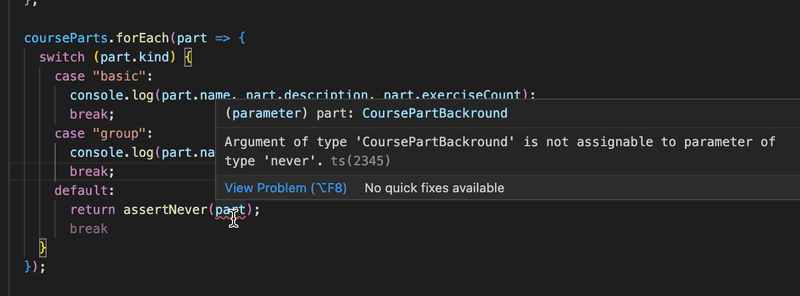 };
courseParts.forEach(part => {
switch (part.kind) {
case "basic":
console.log(part.name, part.description, part.exerciseCount);
break;
case "group":
console.log(part.na
break;
default:
return assertNever(part);
break
}
});
(parameter) part: CoursePartBackround
Argument of type 'CoursePartBackround' is not assignable to parameter of
type 'never'. ts(2345)
View Problem (⌥F8) No quick fixes available